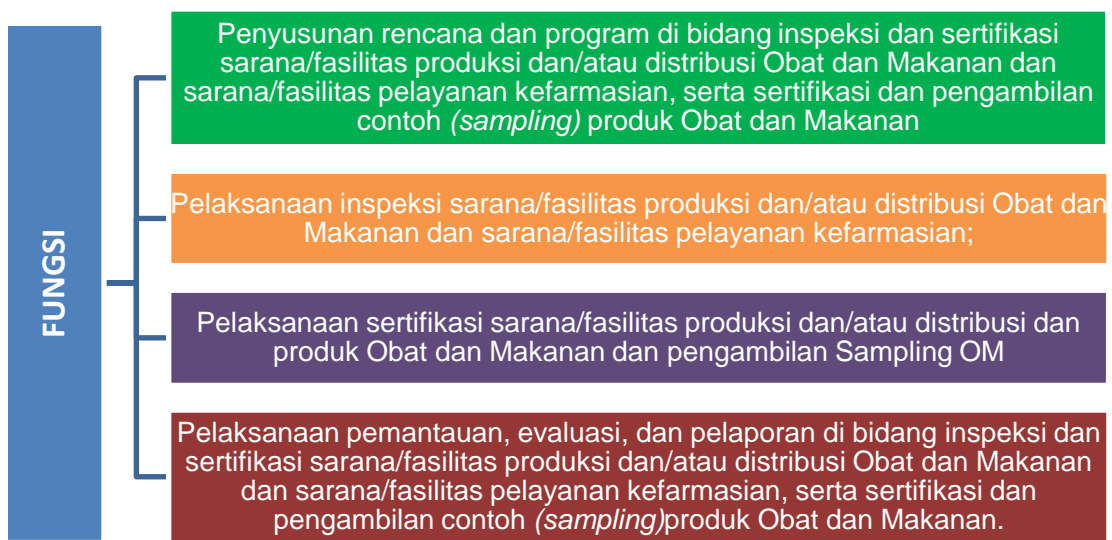 FUNGSI
Penyusunan rencana dan program di bidang inspeksi dan sertifikasi
sarana/fasilitas produksi dan/atau distribusi Obat dan Makanan dan
sarana/fasilitas pelayanan kefarmasian, serta sertifikasi dan pengambilan
contoh (sampling) produk Obat dan Makanan
Pelaksanaan inspeksi sarana/fasilitas produksi dan/atau distribusi Obat dan
Makanan dan sarana/fasilitas pelayanan kefarmasian;
Pelaksanaan sertifikasi sarana/fasilitas produksi dan/atau distribusi dan
produk Obat dan Makanan dan pengambilan Sampling OM
Pelaksanaan pemantauan, evaluasi, dan pelaporan di bidang inspeksi dan
sertifikasi sarana/fasilitas produksi dan/atau distribusi Obat dan Makanan
dan sarana/fasilitas pelayanan kefarmasian, serta sertifikasi dan
pengambilan contoh (sampling)produk Obat dan Makanan.